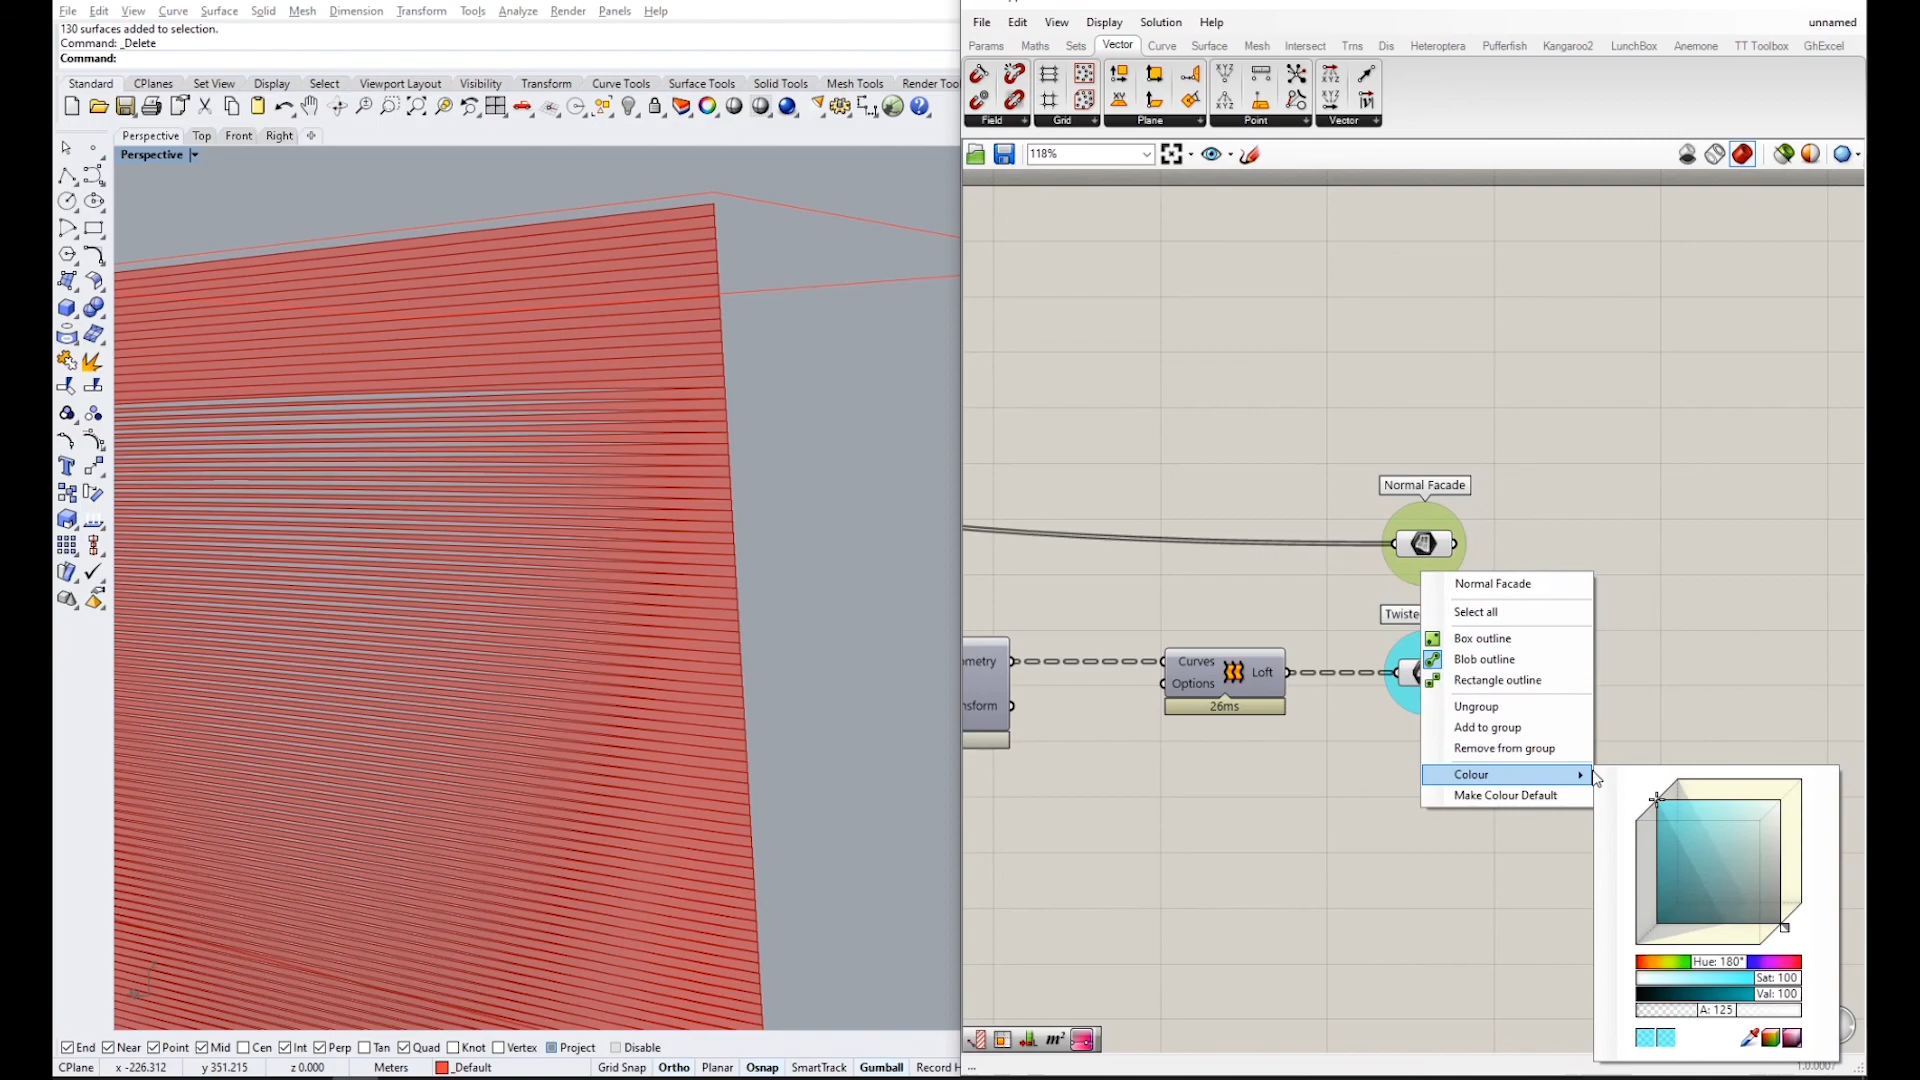 File Edit View Curve Surface Solid Mesh Dimension Transform Tools Analyze Render Panels Help
130 surfaces added to selection.
Command: _Delete
Command:
Standard CPlanes Set View Display Select Viewport Layout Visibility Transform Curve Tools Surface Tools Solid Tools Mesh Tools Render Too
Perspective Top Front Right
Perspective
File Edit View Display Solution Help unnamed
Params Maths Sets Vector Curve Surface Mesh Intersect Trns Dis Heteroptera Pufferfish Kangaroo2 LunchBox Anemone TT Toolbox GhExcel
Field Grid Plane Point Vector
118%
Normal Facade
Normal Facade
Select all
Twiste
Box outline
Blob outline
Rectangle outline
Ungroup
Add to group
Remove from group
Colour
Make Colour Default
ometry
Curves
Options
Loft
26ms
Hue: 180°
Sat: 100
Val: 100
A: 125
m²
End Near Point Mid Cen Int Perp Tan Quad Knot Vertex Project Disable
CPlane x -226.312 y 351.215 z 0.000 Meters _Default Grid Snap Ortho Planar Osnap SmartTrack Gumball Record H
...